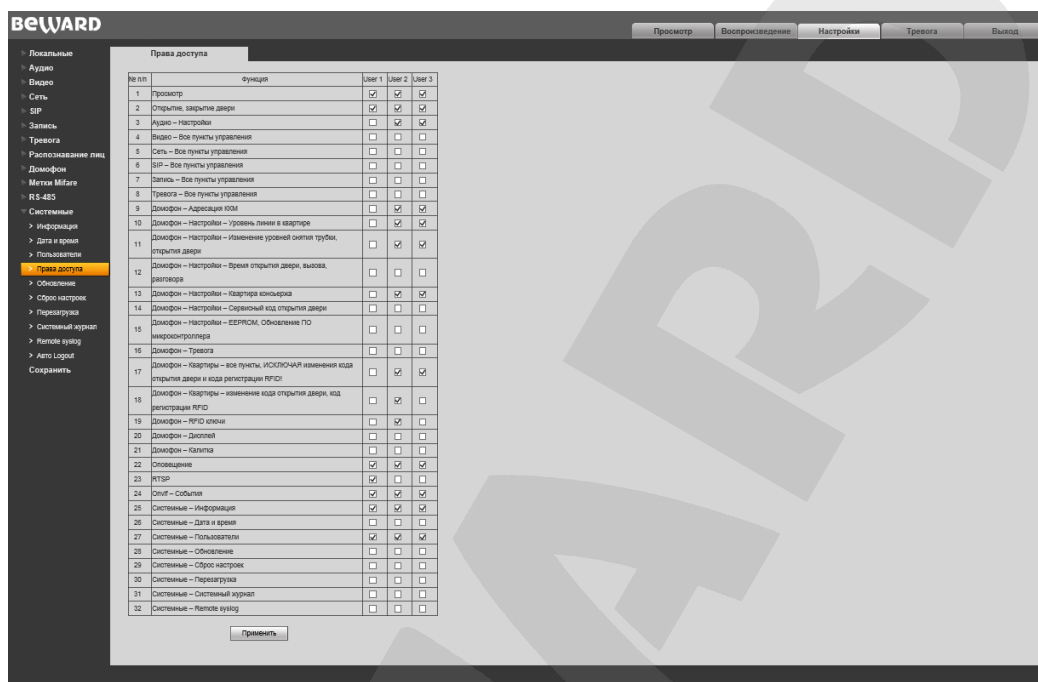 BEWARD
Просмотр
Воспроизведение
Настройки
Тревога
Выход
Локальные
Аудио
Видео
Сеть
SIP
Запись
Тревога
Распознавание лиц
Домофон
Метки Mifare
RS-485
Системные
Информация
Дата и время
Пользователи
Права доступа
Обновление
Сброс настроек
Перезагрузка
Системный журнал
Remote syslog
Авто Logout
Сохранить
Права доступа
№ п/п Функция User 1 User 2 User 3
1 Просмотр
2 Открытие, закрытие двери
3 Аудио – Настройки
4 Видео – Все пункты управления
5 Сеть – Все пункты управления
6 SIP – Все пункты управления
7 Запись – Все пункты управления
8 Тревога – Все пункты управления
9 Домофон – Адресация ККМ
10 Домофон – Настройки – Уровень линии в квартире
11 Домофон – Настройки – Изменение уровней снятия трубки,
открытия двери
12 Домофон – Настройки – Время открытия двери, вызова,
разговора
13 Домофон – Настройки – Квартира консьержа
14 Домофон – Настройки – Сервисный код открытия двери
15 Домофон – Настройки – EEPROM, Обновление ПО
микроконтроллера
16 Домофон – Тревога
17 Домофон – Квартиры – все пункты, ИСКЛЮЧАЯ изменения кода
открытия двери и кода регистрации RFID!
18 Домофон – Квартиры – изменение кода открытия двери, код
регистрации RFID
19 Домофон – RFID ключи
20 Домофон – Дисплей
21 Домофон – Калитка
22 Оповещение
23 RTSP
24 Onvif – События
25 Системные – Информация
26 Системные – Дата и время
27 Системные – Пользователи
28 Системные – Обновление
29 Системные – Сброс настроек
30 Системные – Перезагрузка
31 Системные – Системный журнал
32 Системные – Remote syslog
Применить